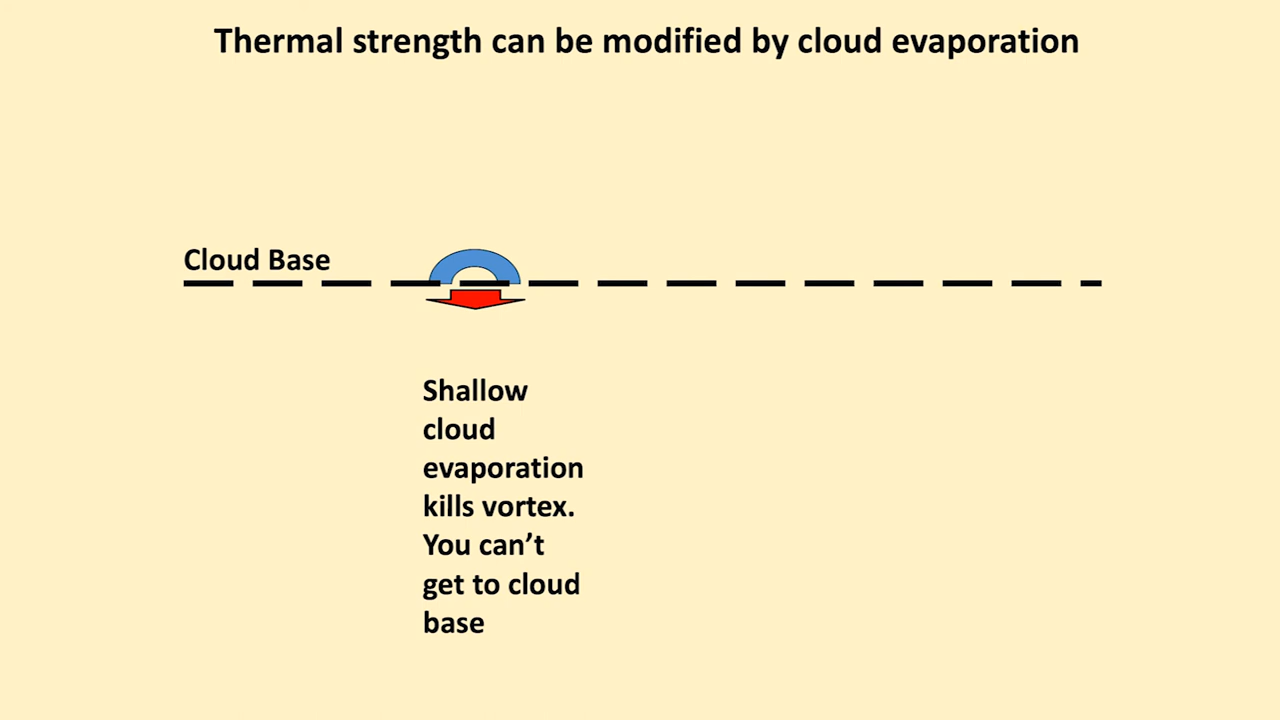 Thermal strength can be modified by cloud evaporation
Cloud Base
Shallow
cloud
evaporation
kills vortex.
You can’t
get to cloud
base